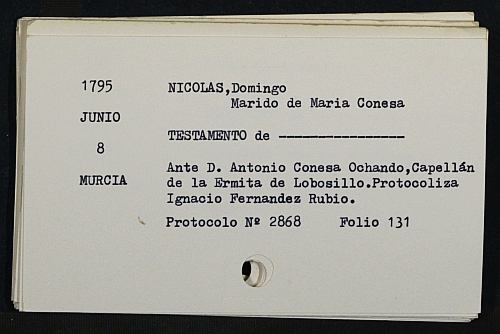 1795
JUNIO
8
MURCIA
NICOLAS,Domingo
Marido de Maria Conesa
TESTAMENTO de ----------------
Ante D. Antonio Conesa Ochando,Capellán
de la Ermita de Lobosillo.Protocoliza
Ignacio Fernandez Rubio.
Protocolo Nº 2868 Folio 131